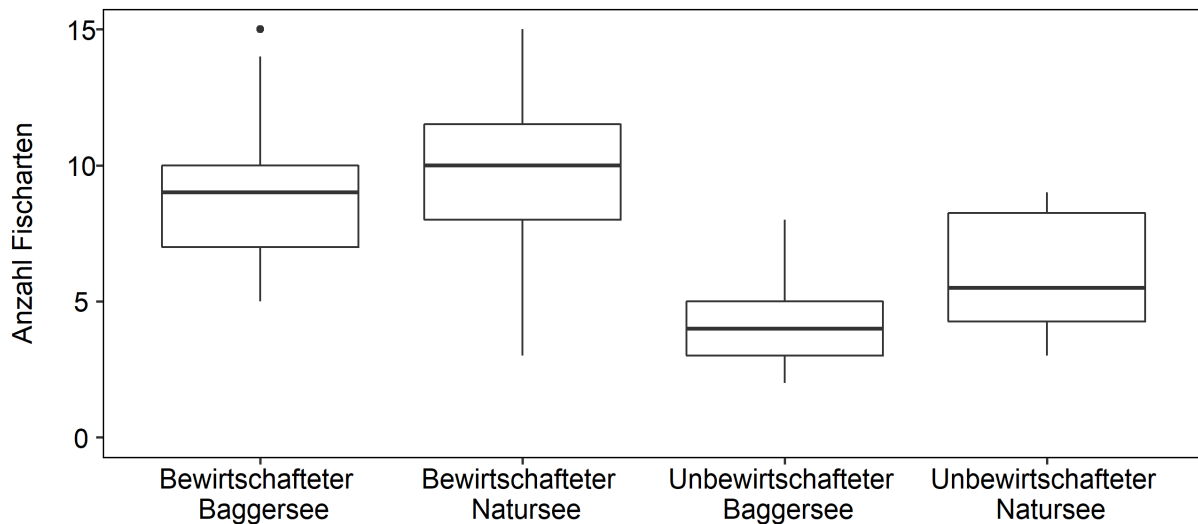 Anzahl Fischarten
15
10
5
0
Bewirtschafteter Baggersee
Bewirtschafteter Natursee
Unbewirtschafteter Baggersee
Unbewirtschafteter Natursee